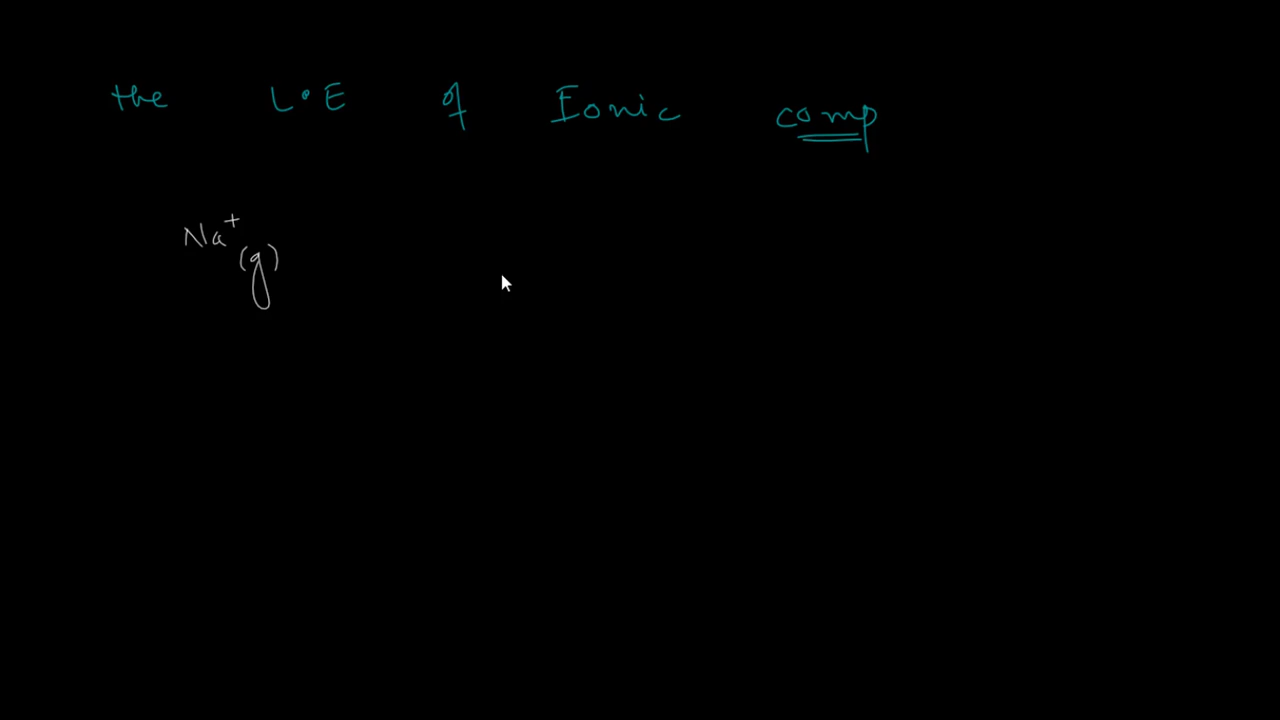 the L·E of Ionic comp
Na⁺(g)